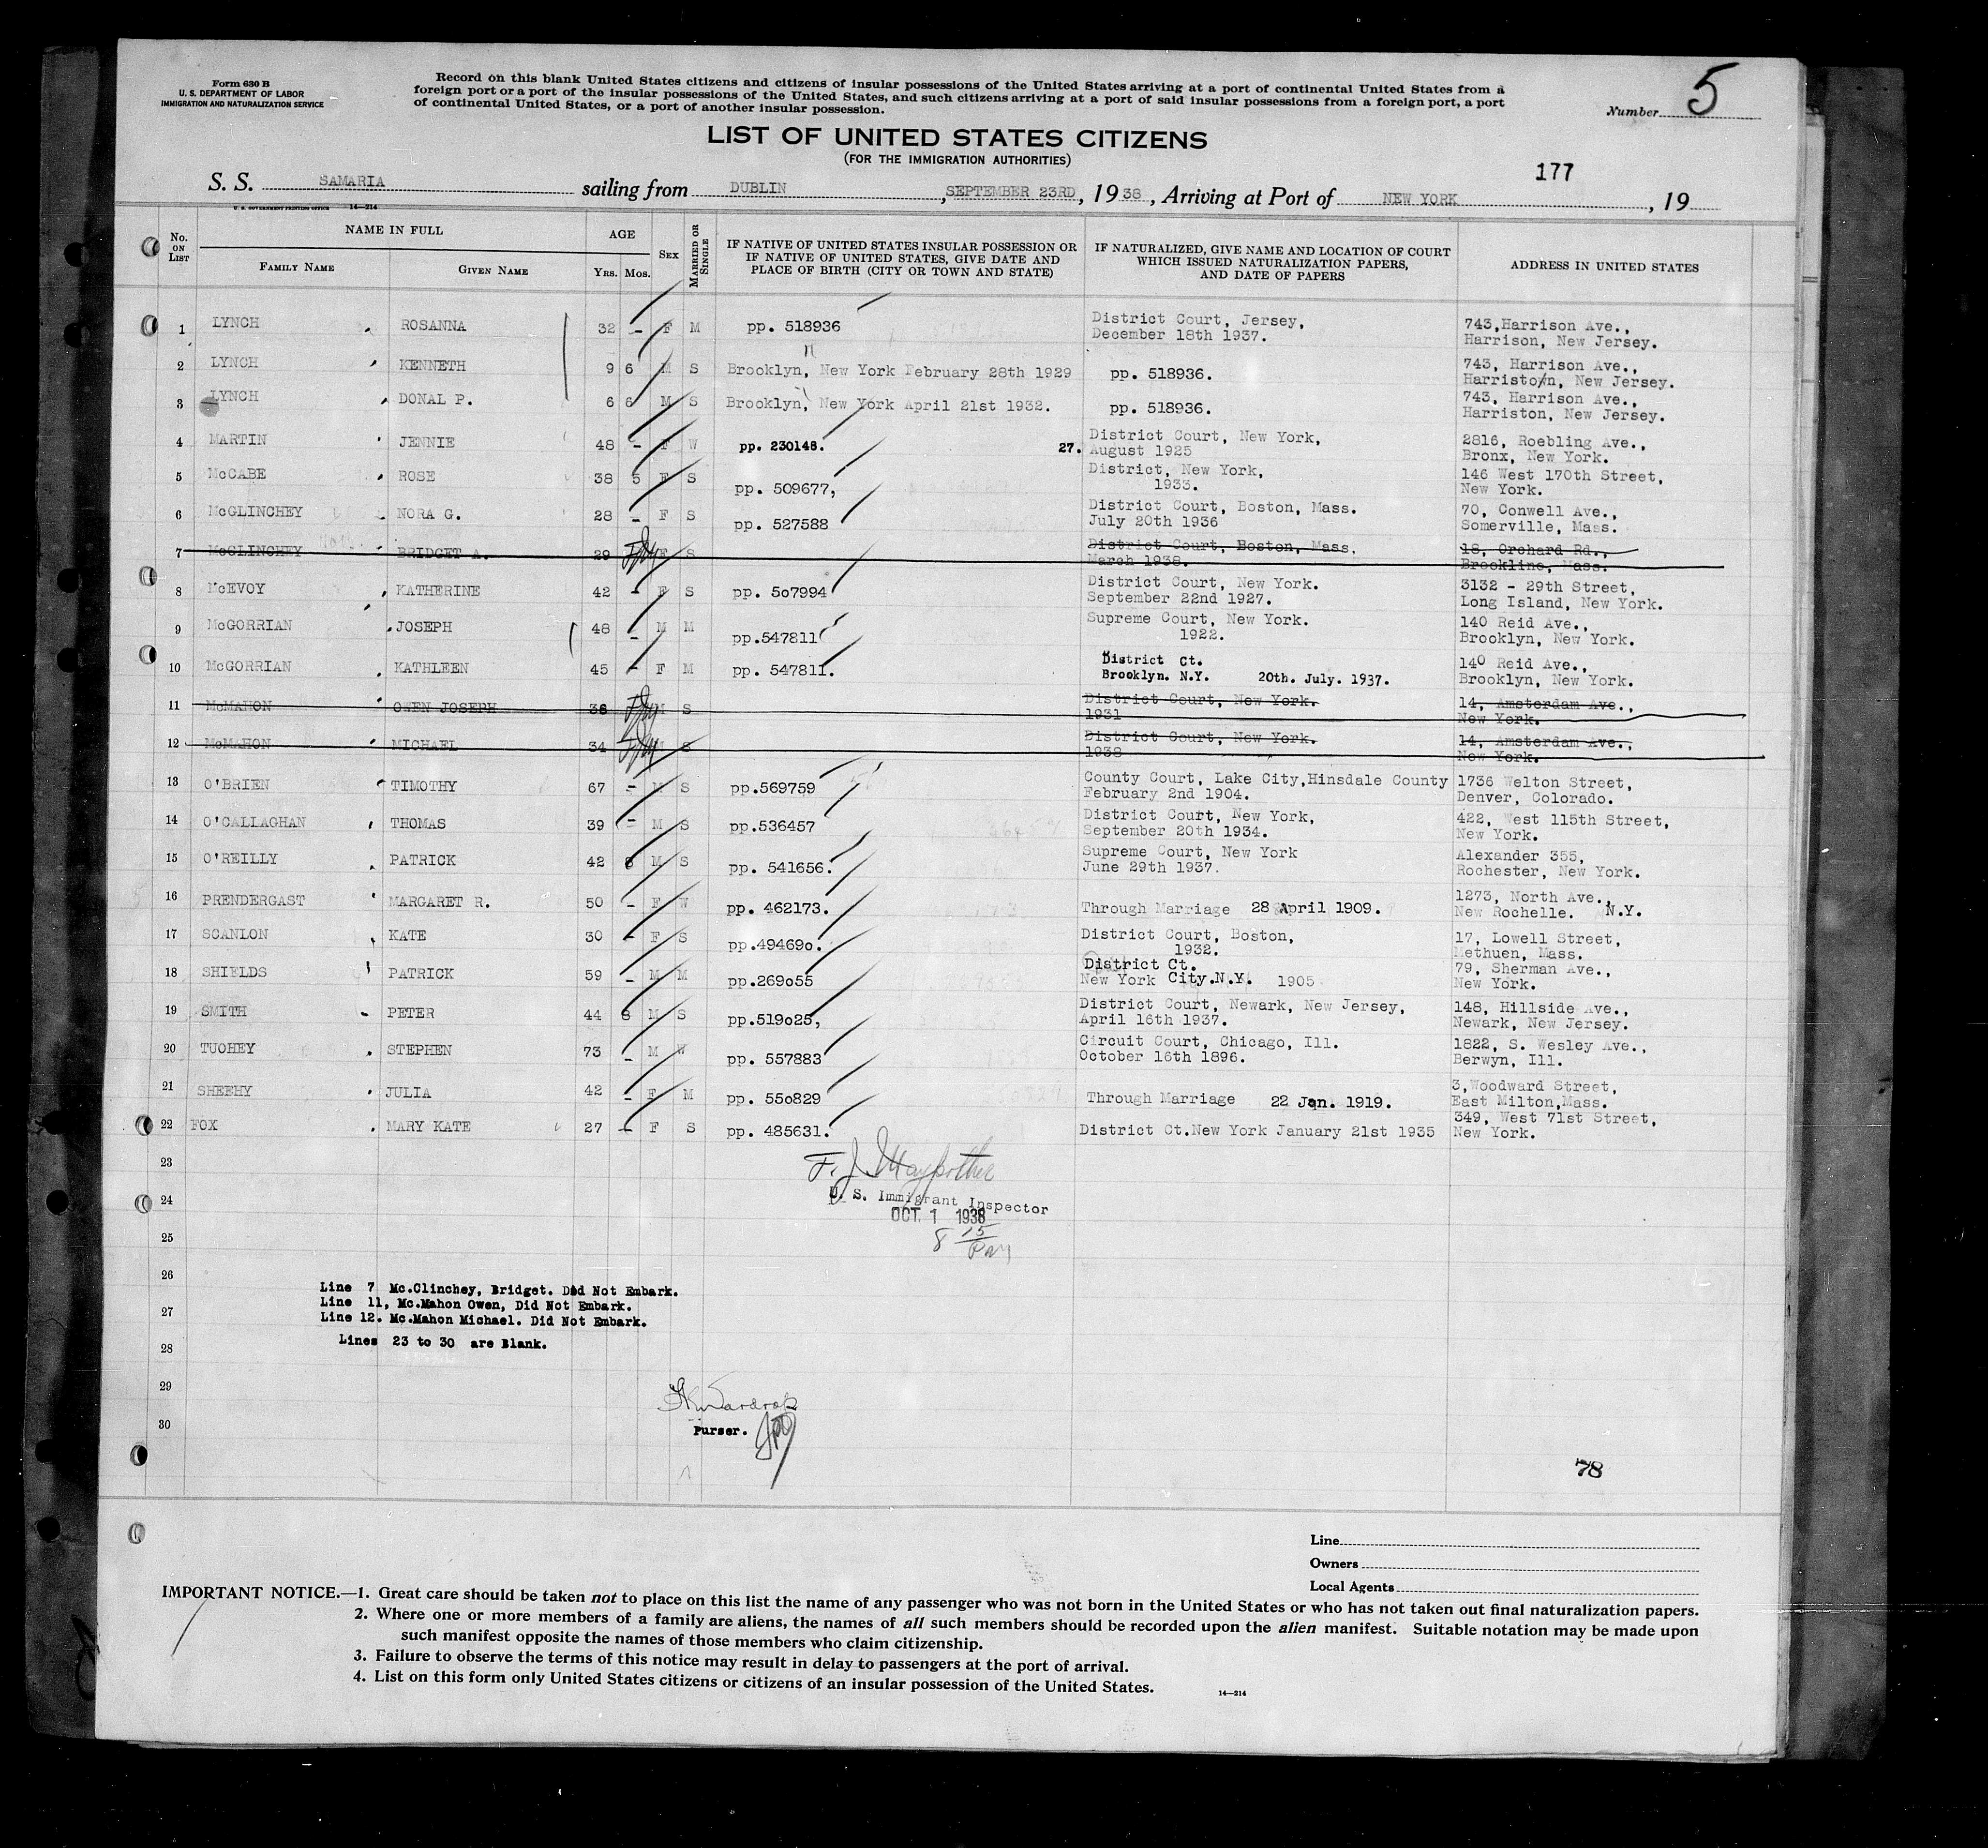 Form 630 B
U. S. DEPARTMENT OF LABOR
IMMIGRATION AND NATURALIZATION SERVICE
Record on this blank United States citizens and citizens of insular possessions of the United States arriving at a port of continental United States from a
foreign port or a port of the insular possessions of the United States, and such citizens arriving at a port of said insular possessions from a foreign port, a port
of continental United States, or a port of another insular possession.
Number 5
LIST OF UNITED STATES CITIZENS
(FOR THE IMMIGRATION AUTHORITIES)
177
S. S. SAMARIA sailing from DUBLIN, SEPTEMBER 23RD, 1938, Arriving at Port of NEW YORK, 19
U. S. GOVERNMENT PRINTING OFFICE 14—214
No. ON LIST
NAME IN FULL
FAMILY NAME GIVEN NAME
AGE
YRS. MOS.
SEX
MARRIED OR SINGLE
IF NATIVE OF UNITED STATES INSULAR POSSESSION OR
IF NATIVE OF UNITED STATES, GIVE DATE AND
PLACE OF BIRTH (CITY OR TOWN AND STATE)
IF NATURALIZED, GIVE NAME AND LOCATION OF COURT
WHICH ISSUED NATURALIZATION PAPERS,
AND DATE OF PAPERS
ADDRESS IN UNITED STATES
1 LYNCH ROSANNA 32 - F M pp. 518936 District Court, Jersey, 743,Harrison Ave.,
December 18th 1937. Harrison, New Jersey.
2 LYNCH KENNETH 9 6 M S Brooklyn, New York February 28th 1929 pp. 518936. 743, Harrison Ave.,
Harriston, New Jersey.
3 LYNCH DONAL P. 6 6 M S Brooklyn, New York April 21st 1932. pp. 518936. 743, Harrison Ave.,
Harriston, New Jersey.
4 MARTIN JENNIE 48 - F W pp. 230148. 27. District Court, New York, 2816, Roebling Ave.,
August 1925 Bronx, New York.
5 McCABE ROSE 38 5 F S pp. 509677, District, New York, 146 West 170th Street,
1933. New York.
6 McGLINCHEY NORA G. 28 - F S pp. 527588 District Court, Boston, Mass. 70, Conwell Ave.,
July 20th 1936 Somerville, Mass.
7 McCLINCHEY BRIDGET A. 29 F S District Court, Boston, Mass. 18, Orchard Rd.,
March 1938. Brookline, Mass.
8 McEVOY KATHERINE 42 - F S pp. 507994 District Court, New York. 3132 - 29th Street,
September 22nd 1927. Long Island, New York.
9 McGORRIAN JOSEPH 48 - M M pp.547811 Supreme Court, New York. 140 Reid Ave.,
1922. Brooklyn, New York.
10 McGORRIAN KATHLEEN 45 - F M pp. 547811. District Ct. 140 Reid Ave.,
Brooklyn. N.Y. 20th. July. 1937. Brooklyn, New York.
11 McMAHON OWEN JOSEPH 36 M S District Court, New York. 14, Amsterdam Ave.,
1931 New York.
12 McMAHON MICHAEL 34 M S District Court, New York. 14, Amsterdam Ave.,
1938 New York.
13 O'BRIEN TIMOTHY 67 - M S pp.569759 County Court, Lake City,Hinsdale County 1736 Welton Street,
February 2nd 1904. Denver, Colorado.
14 O'CALLAGHAN THOMAS 39 - M S pp.536457 District Court, New York, 422, West 115th Street,
September 20th 1934. New York.
15 O'REILLY PATRICK 42 8 M S pp. 541656. Supreme Court, New York Alexander 355,
June 29th 1937. Rochester, New York.
16 PRENDERGAST MARGARET R. 50 - F W pp. 462173. Through Marriage 28 April 1909. 1273, North Ave.,
New Rochelle. N.Y.
17 SCANLON KATE 30 - F S pp.494690. District Court, Boston, 17, Lowell Street,
1932. Methuen, Mass.
18 SHIELDS PATRICK 59 - M M pp.269055 District Ct. 79, Sherman Ave.,
New York City.N.Y. 1905 New York.
19 SMITH PETER 44 8 M S pp.519025, District Court, Newark, New Jersey, 148, Hillside Ave.,
April 16th 1937. Newark, New Jersey.
20 TUOHEY STEPHEN 73 - M W pp. 557883 Circuit Court, Chicago, Ill. 1822, S. Wesley Ave.,
October 16th 1896. Berwyn, Ill.
21 SHEEHY JULIA 42 - F M pp. 550829 Through Marriage 22 Jan. 1919. 3,Woodward Street,
East Milton,Mass.
22 FOX MARY KATE 27 - F S pp. 485631. District Ct.New York January 21st 1935 349, West 71st Street,
New York.
23
24 U. S. Immigrant Inspector
OCT. 1 1938
25 8 15 PM
26
Line 7 Mc.Clinchey, Bridget. Did Not Embark.
27 Line 11, Mc.Mahon Owen, Did Not Embark.
Line 12. Mc.Mahon Michael. Did Not Embark.
28 Lines 23 to 30 are Blank.
29
30 Purser.
78
Line
Owners
Local Agents
IMPORTANT NOTICE.—1. Great care should be taken not to place on this list the name of any passenger who was not born in the United States or who has not taken out final naturalization papers.
2. Where one or more members of a family are aliens, the names of all such members should be recorded upon the alien manifest. Suitable notation may be made upon
such manifest opposite the names of those members who claim citizenship.
3. Failure to observe the terms of this notice may result in delay to passengers at the port of arrival.
4. List on this form only United States citizens or citizens of an insular possession of the United States.
14—214